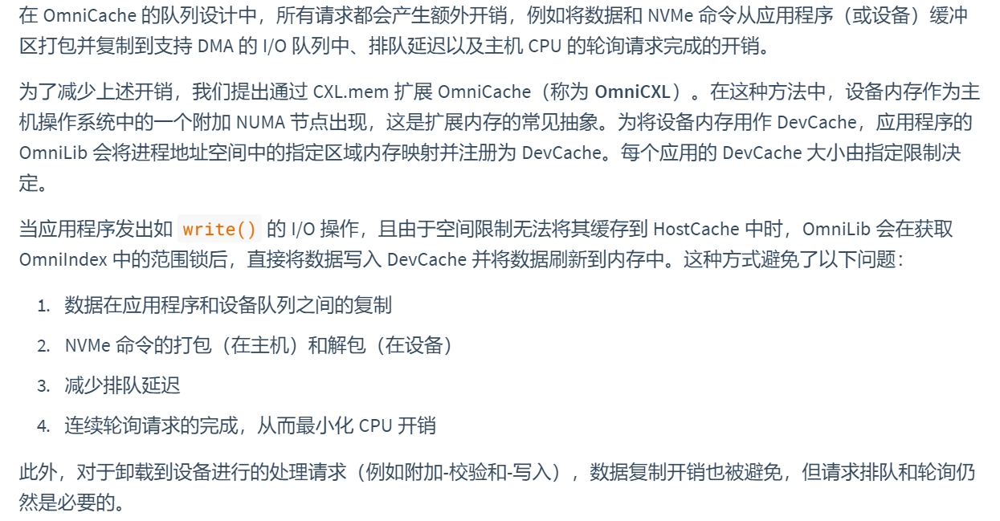 在 OmniCache 的队列设计中，所有请求都会产生额外开销，例如将数据和 NVMe 命令从应用程序（或设备）缓冲
区打包并复制到支持 DMA 的 I/O 队列中、排队延迟以及主机 CPU 的轮询请求完成的开销。
为了减少上述开销，我们提出通过 CXL.mem 扩展 OmniCache（称为 OmniCXL）。在这种方法中，设备内存作为主
机操作系统中的一个附加 NUMA 节点出现，这是扩展内存的常见抽象。为将设备内存用作 DevCache，应用程序的
OmniLib 会将进程地址空间中的指定区域内存映射并注册为 DevCache。每个应用的 DevCache 大小由指定限制决
定。
当应用程序发出如 write() 的 I/O 操作，且由于空间限制无法将其缓存到 HostCache 中时，OmniLib 会在获取
OmniIndex 中的范围锁后，直接将数据写入 DevCache 并将数据刷新到内存中。这种方式避免了以下问题：
1. 数据在应用程序和设备队列之间的复制
2. NVMe 命令的打包（在主机）和解包（在设备）
3. 减少排队延迟
4. 连续轮询请求的完成，从而最小化 CPU 开销
此外，对于卸载到设备进行的处理请求（例如附加-校验和-写入），数据复制开销也被避免，但请求排队和轮询仍
然是必要的。